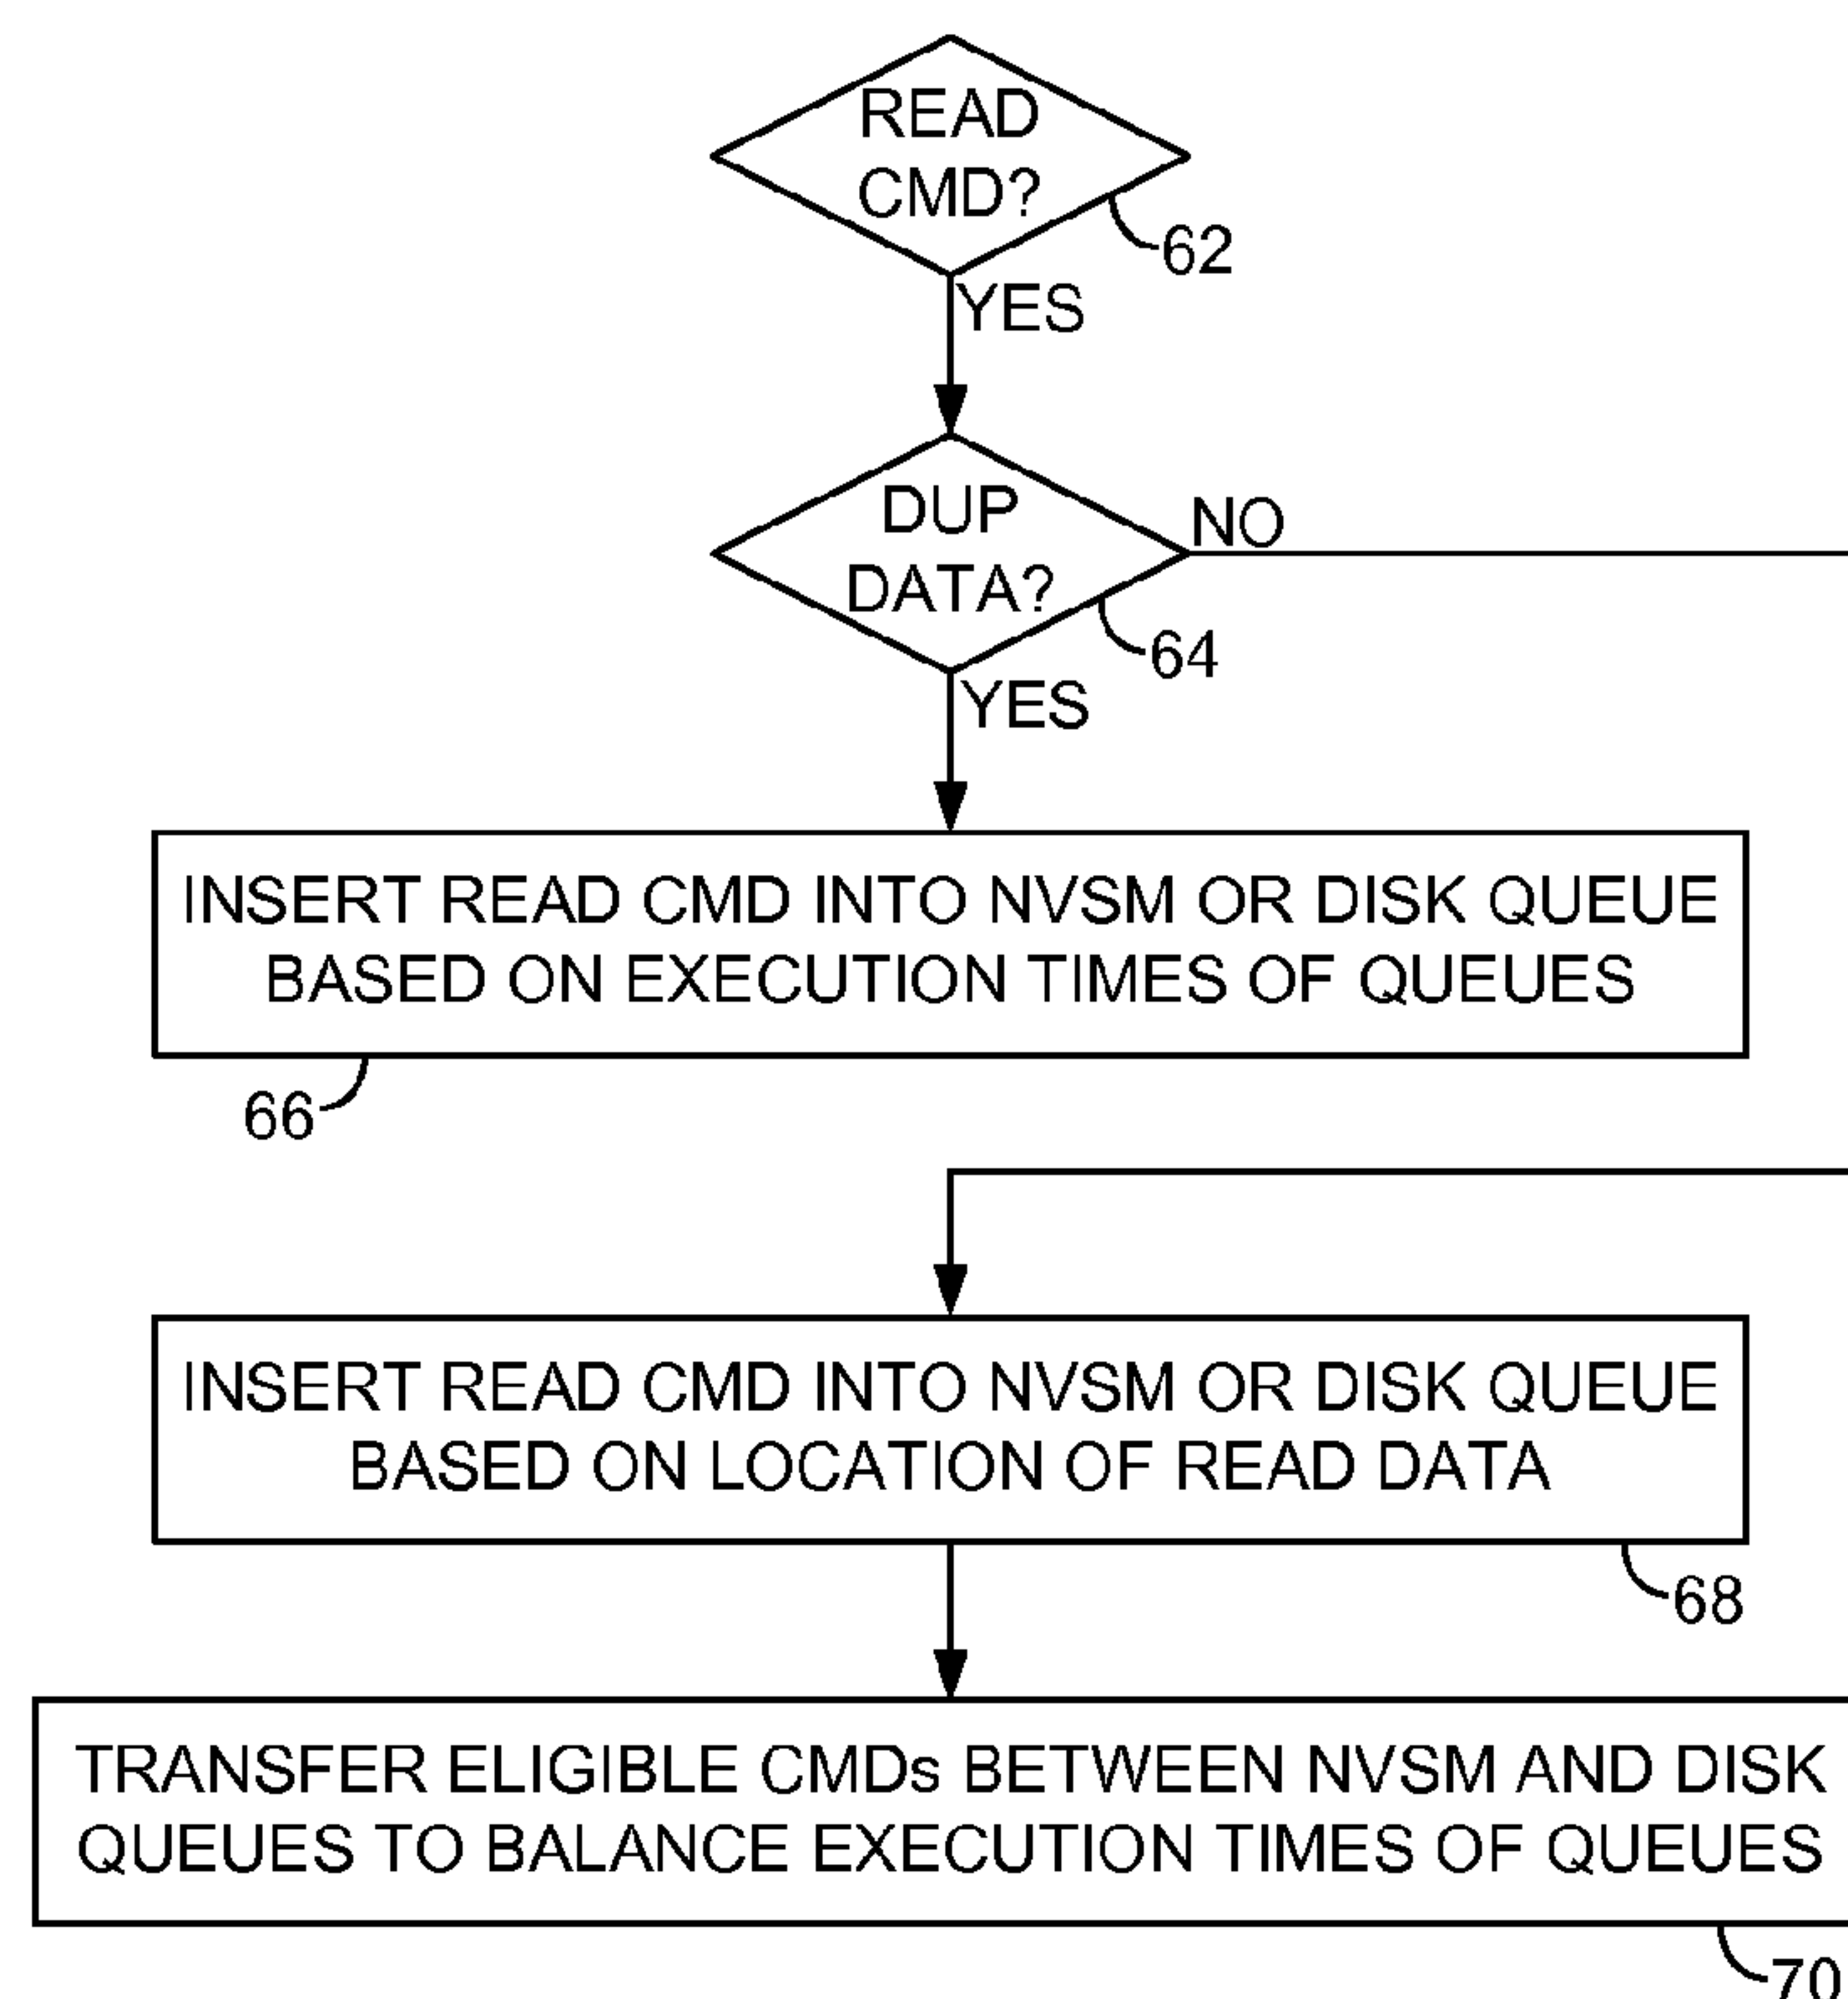 READ
CMD?
62
YES
DUP
DATA?
NO
64
YES
INSERT READ CMD INTO NVSM OR DISK QUEUE
BASED ON EXECUTION TIMES OF QUEUES
66
INSERT READ CMD INTO NVSM OR DISK QUEUE
BASED ON LOCATION OF READ DATA
68
TRANSFER ELIGIBLE CMDs BETWEEN NVSM AND DISK
QUEUES TO BALANCE EXECUTION TIMES OF QUEUES
70